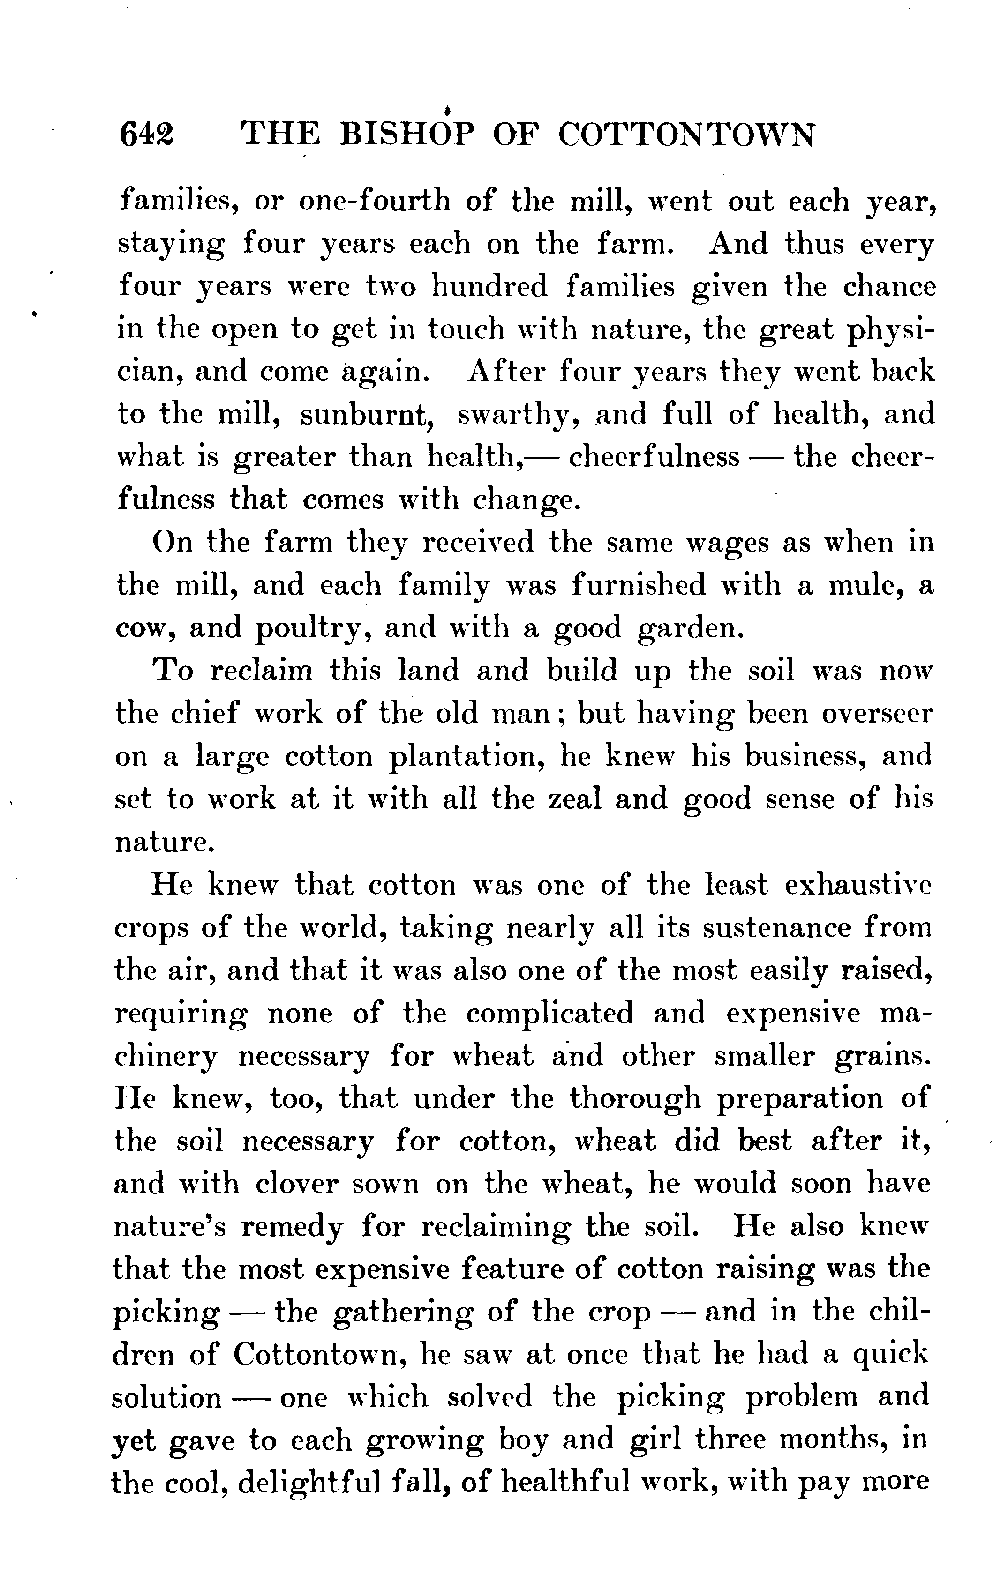 642 THE BISHOP OF COTTONTOWN
families, or one-fourth of the mill, went out each year,
staying four years each on the farm. And thus every
four years were two hundred families given the chance
in the open to get in touch with nature, the great physi-
cian, and come again. After four years they went back
to the mill, sunburnt, swarthy, and full of health, and
what is greater than health,— cheerfulness — the cheer-
fulness that comes with change.
On the farm they received the same wages as when in
the mill, and each family was furnished with a mule, a
cow, and poultry, and with a good garden.
To reclaim this land and build up the soil was now
the chief work of the old man; but having been overseer
on a large cotton plantation, he knew his business, and
set to work at it with all the zeal and good sense of his
nature.
He knew that cotton was one of the least exhaustive
crops of the world, taking nearly all its sustenance from
the air, and that it was also one of the most easily raised,
requiring none of the complicated and expensive ma-
chinery necessary for wheat and other smaller grains.
He knew, too, that under the thorough preparation of
the soil necessary for cotton, wheat did best after it,
and with clover sown on the wheat, he would soon have
nature's remedy for reclaiming the soil. He also knew
that the most expensive feature of cotton raising was the
picking — the gathering of the crop — and in the chil-
dren of Cottontown, he saw at once that he had a quick
solution — one which solved the picking problem and
yet gave to each growing boy and girl three months, in
the cool, delightful fall, of healthful work, with pay more